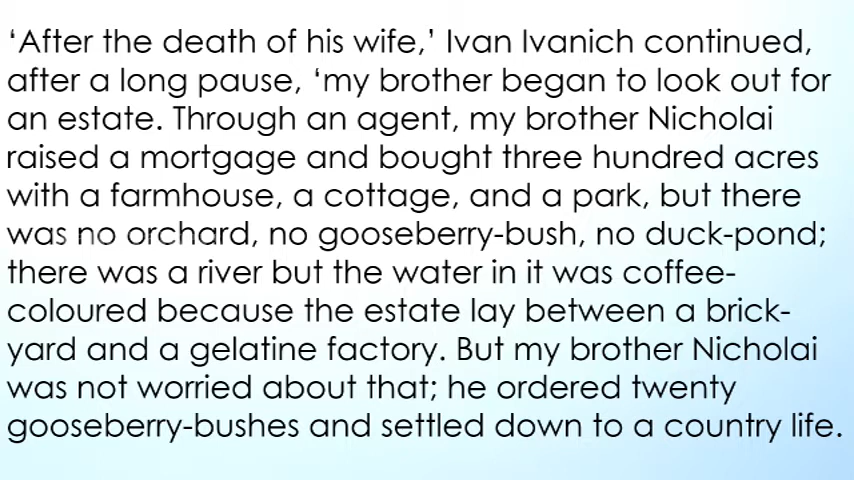 ‘After the death of his wife,’ Ivan Ivanich continued,
after a long pause, ‘my brother began to look out for
an estate. Through an agent, my brother Nicholai
raised a mortgage and bought three hundred acres
with a farmhouse, a cottage, and a park, but there
was no orchard, no gooseberry-bush, no duck-pond;
there was a river but the water in it was coffee-
coloured because the estate lay between a brick-
yard and a gelatine factory. But my brother Nicholai
was not worried about that; he ordered twenty
gooseberry-bushes and settled down to a country life.